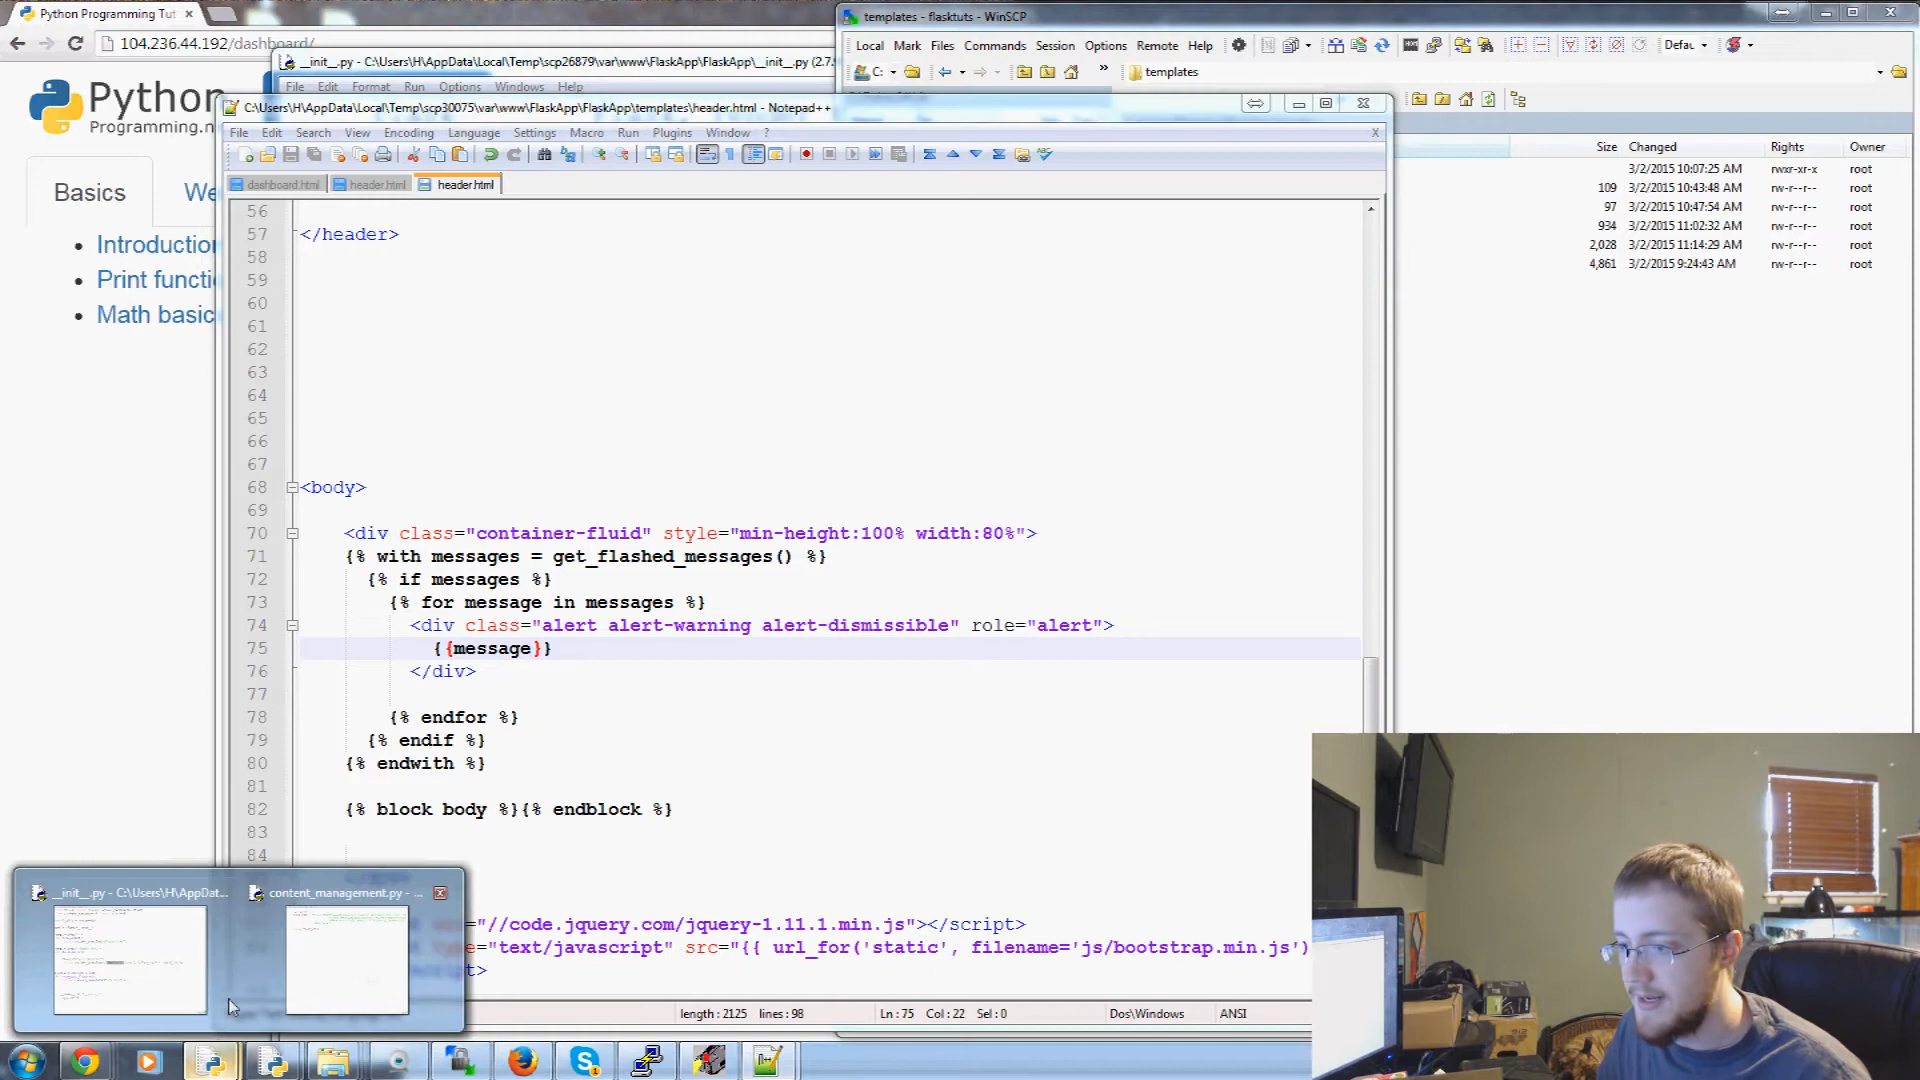 Python Programming Tut
104.236.44.192/dashboard/
Python
Programming.n
Basics
We
Introduction
Print functi
Math basic
__init__.py - C:\Users\H\AppData\Local\Temp\scp26879\var\www\FlaskApp\FlaskApp\__init__.py (2.7.
File Edit Format Run Options Windows Help
templates - flasktuts - WinSCP
Local Mark Files Commands Session Options Remote Help
Defau
C:
templates
Size Changed Rights Owner
3/2/2015 10:07:25 AM rwxr-xr-x root
109 3/2/2015 10:43:48 AM rw-r--r-- root
97 3/2/2015 10:47:54 AM rw-r--r-- root
934 3/2/2015 11:02:32 AM rw-r--r-- root
2,028 3/2/2015 11:14:29 AM rw-r--r-- root
4,861 3/2/2015 9:24:43 AM rw-r--r-- root
C:\Users\H\AppData\Local\Temp\scp30075\var\www\FlaskApp\FlaskApp\templates\header.html - Notepad++
File Edit Search View Encoding Language Settings Macro Run Plugins Window ?
X
dashboard.html header.html header.html
56
57 </header>
58
59
60
61
62
63
64
65
66
67
68 <body>
69
70 <div class="container-fluid" style="min-height:100% width:80%">
71 {% with messages = get_flashed_messages() %}
72 {% if messages %}
73 {% for message in messages %}
74 <div class="alert alert-warning alert-dismissible" role="alert">
75 {{message}}
76 </div>
77
78 {% endfor %}
79 {% endif %}
80 {% endwith %}
81
82 {% block body %}{% endblock %}
83
84
="//code.jquery.com/jquery-1.11.1.min.js"></script>
="text/javascript" src="{{ url_for('static', filename='js/bootstrap.min.js')
t>
length: 2125 lines: 98 Ln: 75 Col: 22 Sel: 0 Dos\Windows ANSI
__init__.py - C:\Users\H\AppDat...
content_management.py - ...